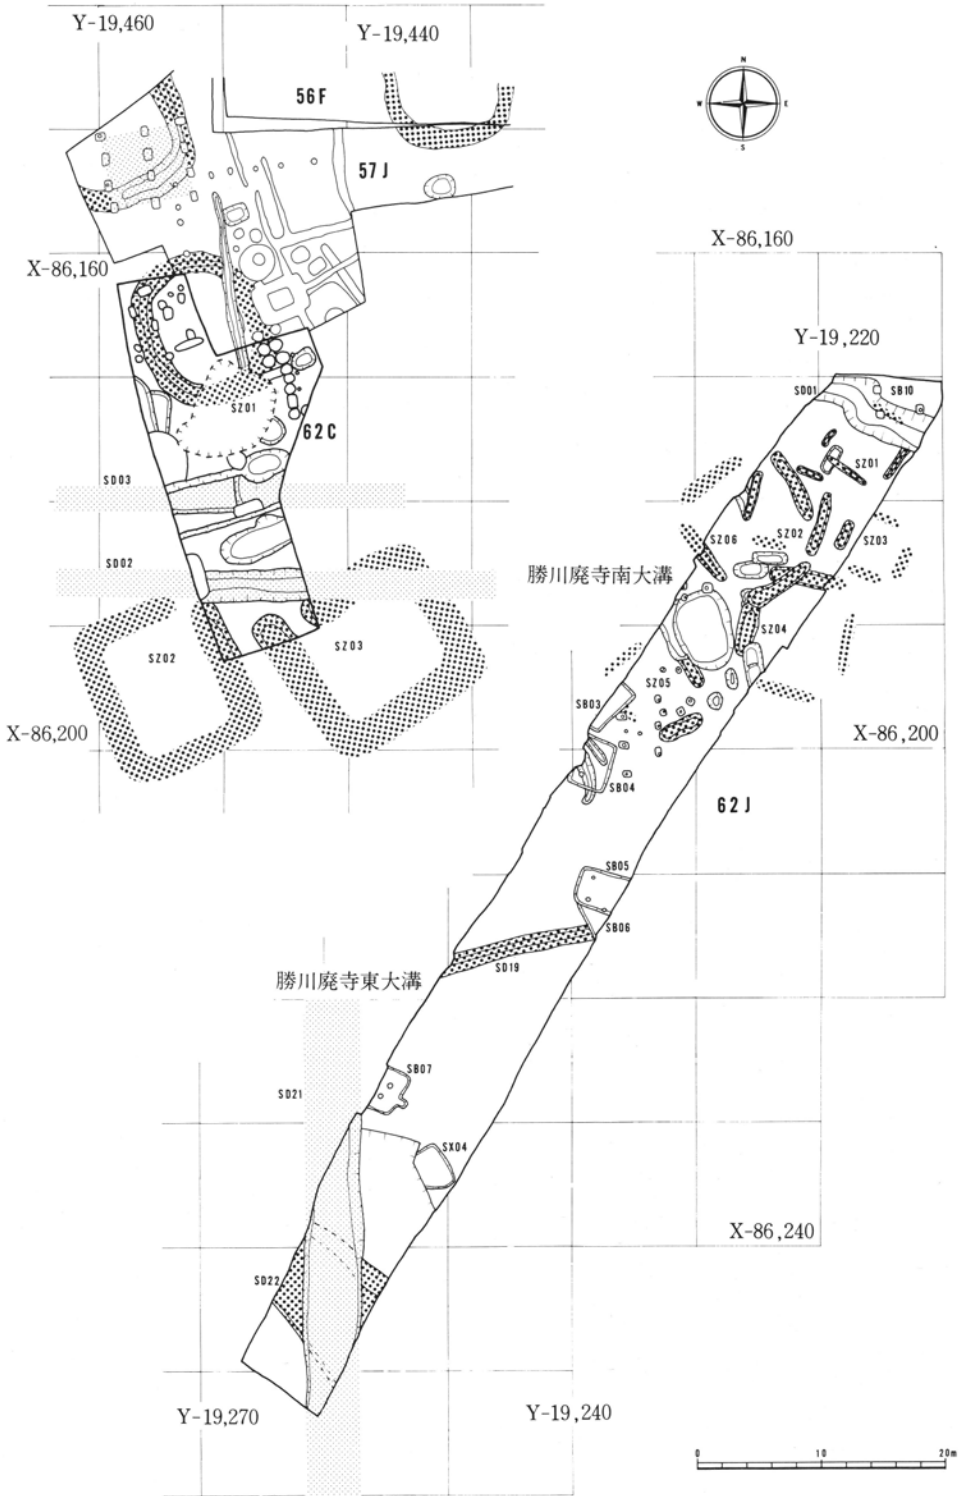 Y-19,460
Y-19,440
56F
57J
N
W
E
S
X-86,160
X-86,160
Y-19,220
SD01
SB10
SZ01
62C
SZ01
SD03
SZ06
SZ02
SZ03
SD02
勝川廃寺南大溝
SZ04
SZ02
SZ03
SZ05
SB03
X-86,200
X-86,200
SB04
62J
SB05
SB06
SD19
勝川廃寺東大溝
SB07
SD21
SX04
X-86,240
SD22
Y-19,270
Y-19,240
0 10 20m